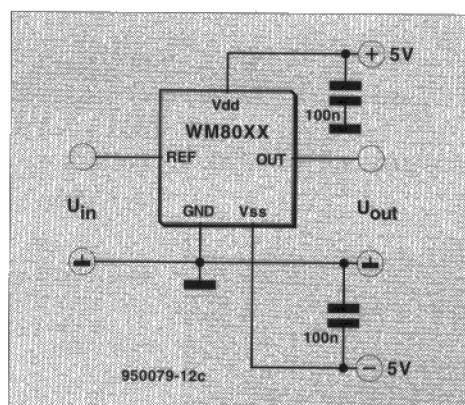 + 5V
Vdd
100n
WM80XX
REF
OUT
Uin
Uout
GND
Vss
100n
− 5V
950079-12c